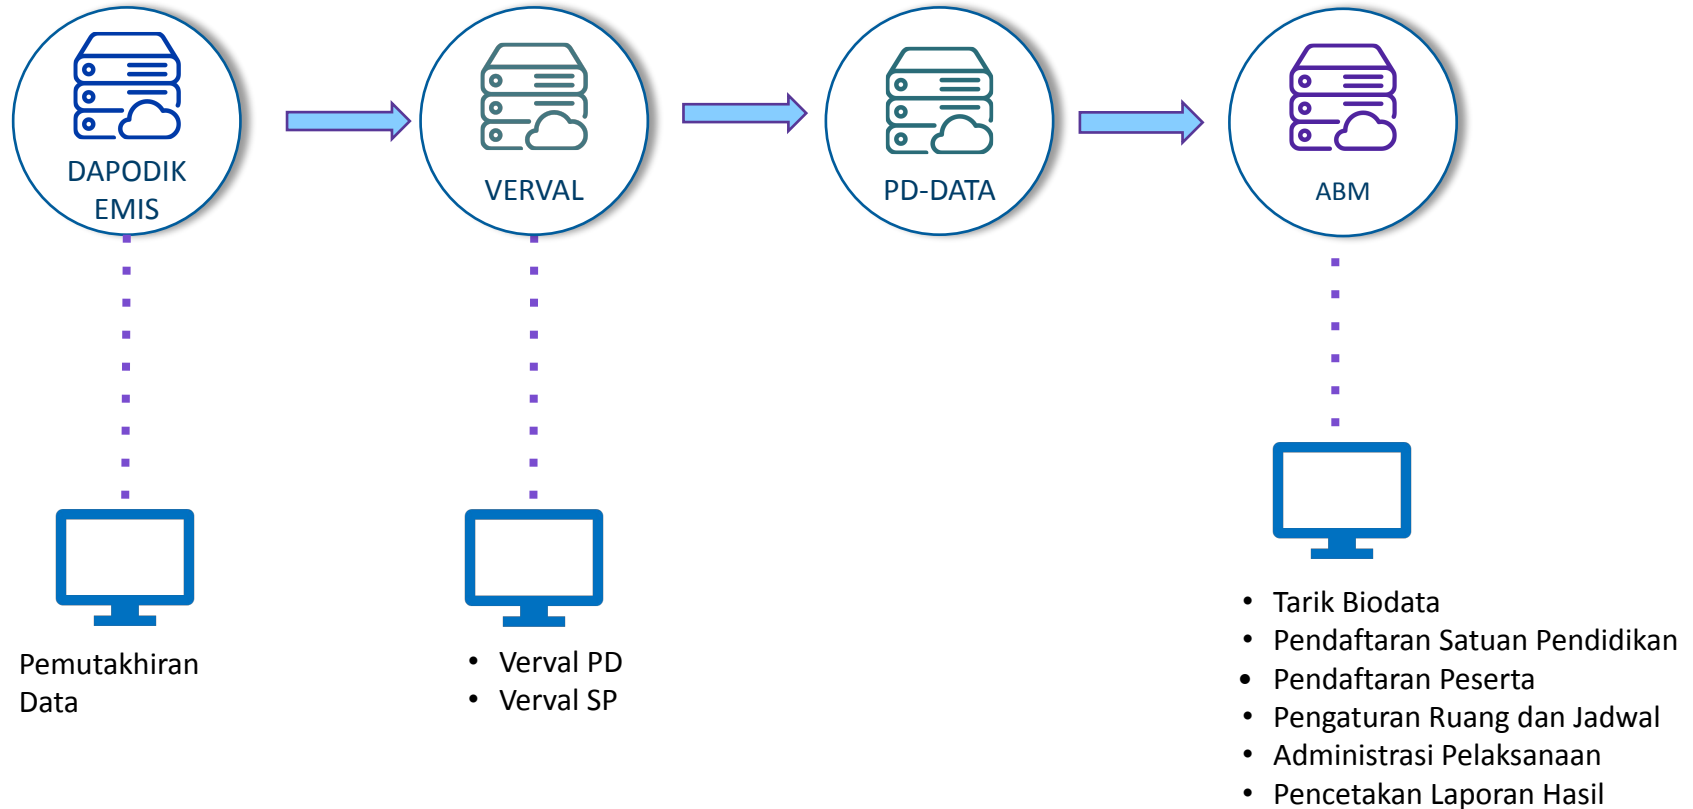 DAPODIK
EMIS
VERVAL
PD-DATA
ABM
Pemutakhiran
Data
• Verval PD
• Verval SP
• Tarik Biodata
• Pendaftaran Satuan Pendidikan
• Pendaftaran Peserta
• Pengaturan Ruang dan Jadwal
• Administrasi Pelaksanaan
• Pencetakan Laporan Hasil